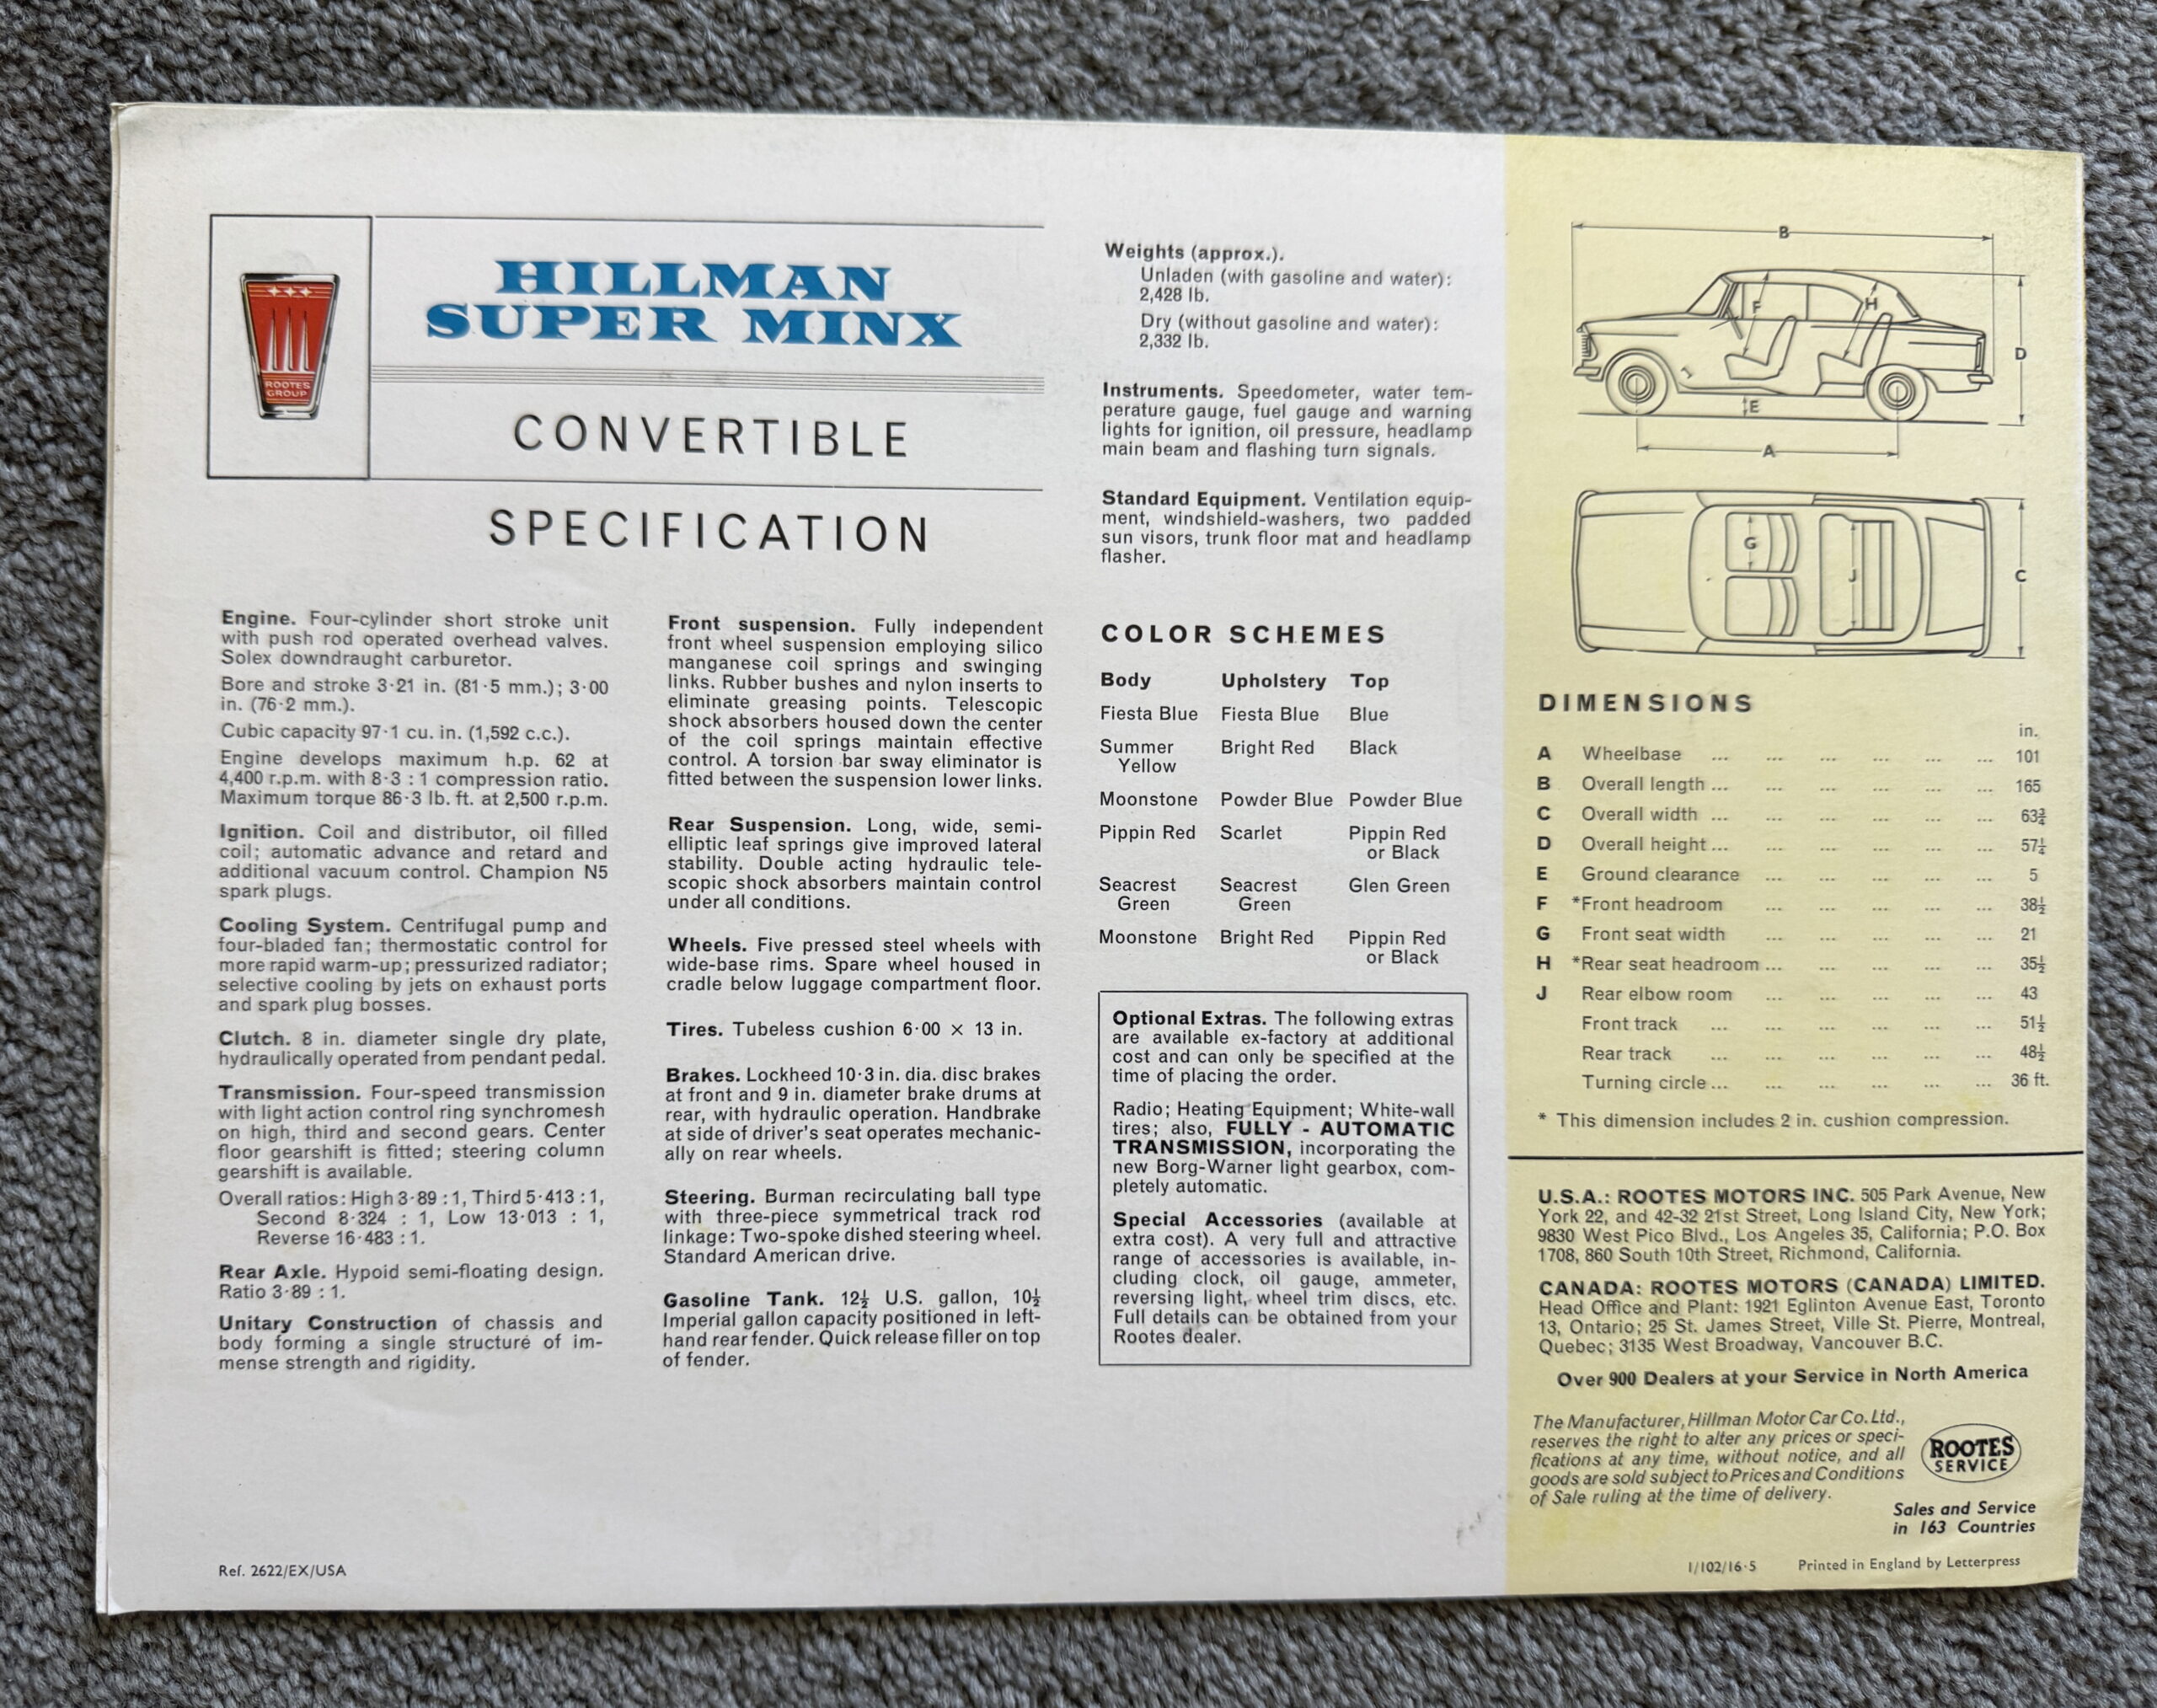 ROOTES
GROUP
HILLMAN
SUPER MINX
CONVERTIBLE
SPECIFICATION
Engine. Four-cylinder short stroke unit
with push rod operated overhead valves.
Solex downdraught carburetor.
Bore and stroke 3·21 in. (81·5 mm.); 3·00
in. (76·2 mm.).
Cubic capacity 97·1 cu. in. (1,592 c.c.).
Engine develops maximum h.p. 62 at
4,400 r.p.m. with 8·3 : 1 compression ratio.
Maximum torque 86·3 lb. ft. at 2,500 r.p.m.
Ignition. Coil and distributor, oil filled
coil; automatic advance and retard and
additional vacuum control. Champion N5
spark plugs.
Cooling System. Centrifugal pump and
four-bladed fan; thermostatic control for
more rapid warm-up; pressurized radiator;
selective cooling by jets on exhaust ports
and spark plug bosses.
Clutch. 8 in. diameter single dry plate,
hydraulically operated from pendant pedal.
Transmission. Four-speed transmission
with light action control ring synchromesh
on high, third and second gears. Center
floor gearshift is fitted; steering column
gearshift is available.
Overall ratios: High 3·89 : 1, Third 5·413 : 1,
Second 8·324 : 1, Low 13·013 : 1,
Reverse 16·483 : 1.
Rear Axle. Hypoid semi-floating design.
Ratio 3·89 : 1.
Unitary Construction of chassis and
body forming a single structure of im-
mense strength and rigidity.
Front suspension. Fully independent
front wheel suspension employing silico
manganese coil springs and swinging
links. Rubber bushes and nylon inserts to
eliminate greasing points. Telescopic
shock absorbers housed down the center
of the coil springs maintain effective
control. A torsion bar sway eliminator is
fitted between the suspension lower links.
Rear Suspension. Long, wide, semi-
elliptic leaf springs give improved lateral
stability. Double acting hydraulic tele-
scopic shock absorbers maintain control
under all conditions.
Wheels. Five pressed steel wheels with
wide-base rims. Spare wheel housed in
cradle below luggage compartment floor.
Tires. Tubeless cushion 6·00 × 13 in.
Brakes. Lockheed 10·3 in. dia. disc brakes
at front and 9 in. diameter brake drums at
rear, with hydraulic operation. Handbrake
at side of driver's seat operates mechanic-
ally on rear wheels.
Steering. Burman recirculating ball type
with three-piece symmetrical track rod
linkage: Two-spoke dished steering wheel.
Standard American drive.
Gasoline Tank. 12½ U.S. gallon, 10½
Imperial gallon capacity positioned in left-
hand rear fender. Quick release filler on top
of fender.
Weights (approx.).
Unladen (with gasoline and water):
2,428 lb.
Dry (without gasoline and water):
2,332 lb.
Instruments. Speedometer, water tem-
perature gauge, fuel gauge and warning
lights for ignition, oil pressure, headlamp
main beam and flashing turn signals.
Standard Equipment. Ventilation equip-
ment, windshield-washers, two padded
sun visors, trunk floor mat and headlamp
flasher.
COLOR SCHEMES
Body Upholstery Top
Fiesta Blue Fiesta Blue Blue
Summer Bright Red Black
Yellow
Moonstone Powder Blue Powder Blue
Pippin Red Scarlet Pippin Red
or Black
Seacrest Seacrest Glen Green
Green Green
Moonstone Bright Red Pippin Red
or Black
Optional Extras. The following extras
are available ex-factory at additional
cost and can only be specified at the
time of placing the order.
Radio; Heating Equipment; White-wall
tires; also, FULLY - AUTOMATIC
TRANSMISSION, incorporating the
new Borg-Warner light gearbox, com-
pletely automatic.
Special Accessories (available at
extra cost). A very full and attractive
range of accessories is available, in-
cluding clock, oil gauge, ammeter,
reversing light, wheel trim discs, etc.
Full details can be obtained from your
Rootes dealer.
B
F
H
D
E
A
G
J
C
DIMENSIONS
in.
A Wheelbase ... ... ... ... ... ... 101
B Overall length ... ... ... ... ... ... 165
C Overall width ... ... ... ... ... ... 63¾
D Overall height ... ... ... ... ... ... 57¼
E Ground clearance ... ... ... ... ... 5
F *Front headroom ... ... ... ... ... 38½
G Front seat width ... ... ... ... ... 21
H *Rear seat headroom ... ... ... ... ... ... 35½
J Rear elbow room ... ... ... ... ... 43
Front track ... ... ... ... ... ... 51½
Rear track ... ... ... ... ... ... 48½
Turning circle ... ... ... ... ... ... 36 ft.
* This dimension includes 2 in. cushion compression.
U.S.A.: ROOTES MOTORS INC. 505 Park Avenue, New
York 22, and 42-32 21st Street, Long Island City, New York;
9830 West Pico Blvd., Los Angeles 35, California; P.O. Box
1708, 860 South 10th Street, Richmond, California.
CANADA: ROOTES MOTORS (CANADA) LIMITED.
Head Office and Plant: 1921 Eglinton Avenue East, Toronto
13, Ontario; 25 St. James Street, Ville St. Pierre, Montreal,
Quebec; 3135 West Broadway, Vancouver B.C.
Over 900 Dealers at your Service in North America
The Manufacturer, Hillman Motor Car Co. Ltd.,
reserves the right to alter any prices or speci-
fications at any time, without notice, and all
goods are sold subject to Prices and Conditions
of Sale ruling at the time of delivery.
ROOTES
SERVICE
Sales and Service
in 163 Countries
Ref. 2622/EX/USA
1/102/16·5 Printed in England by Letterpress